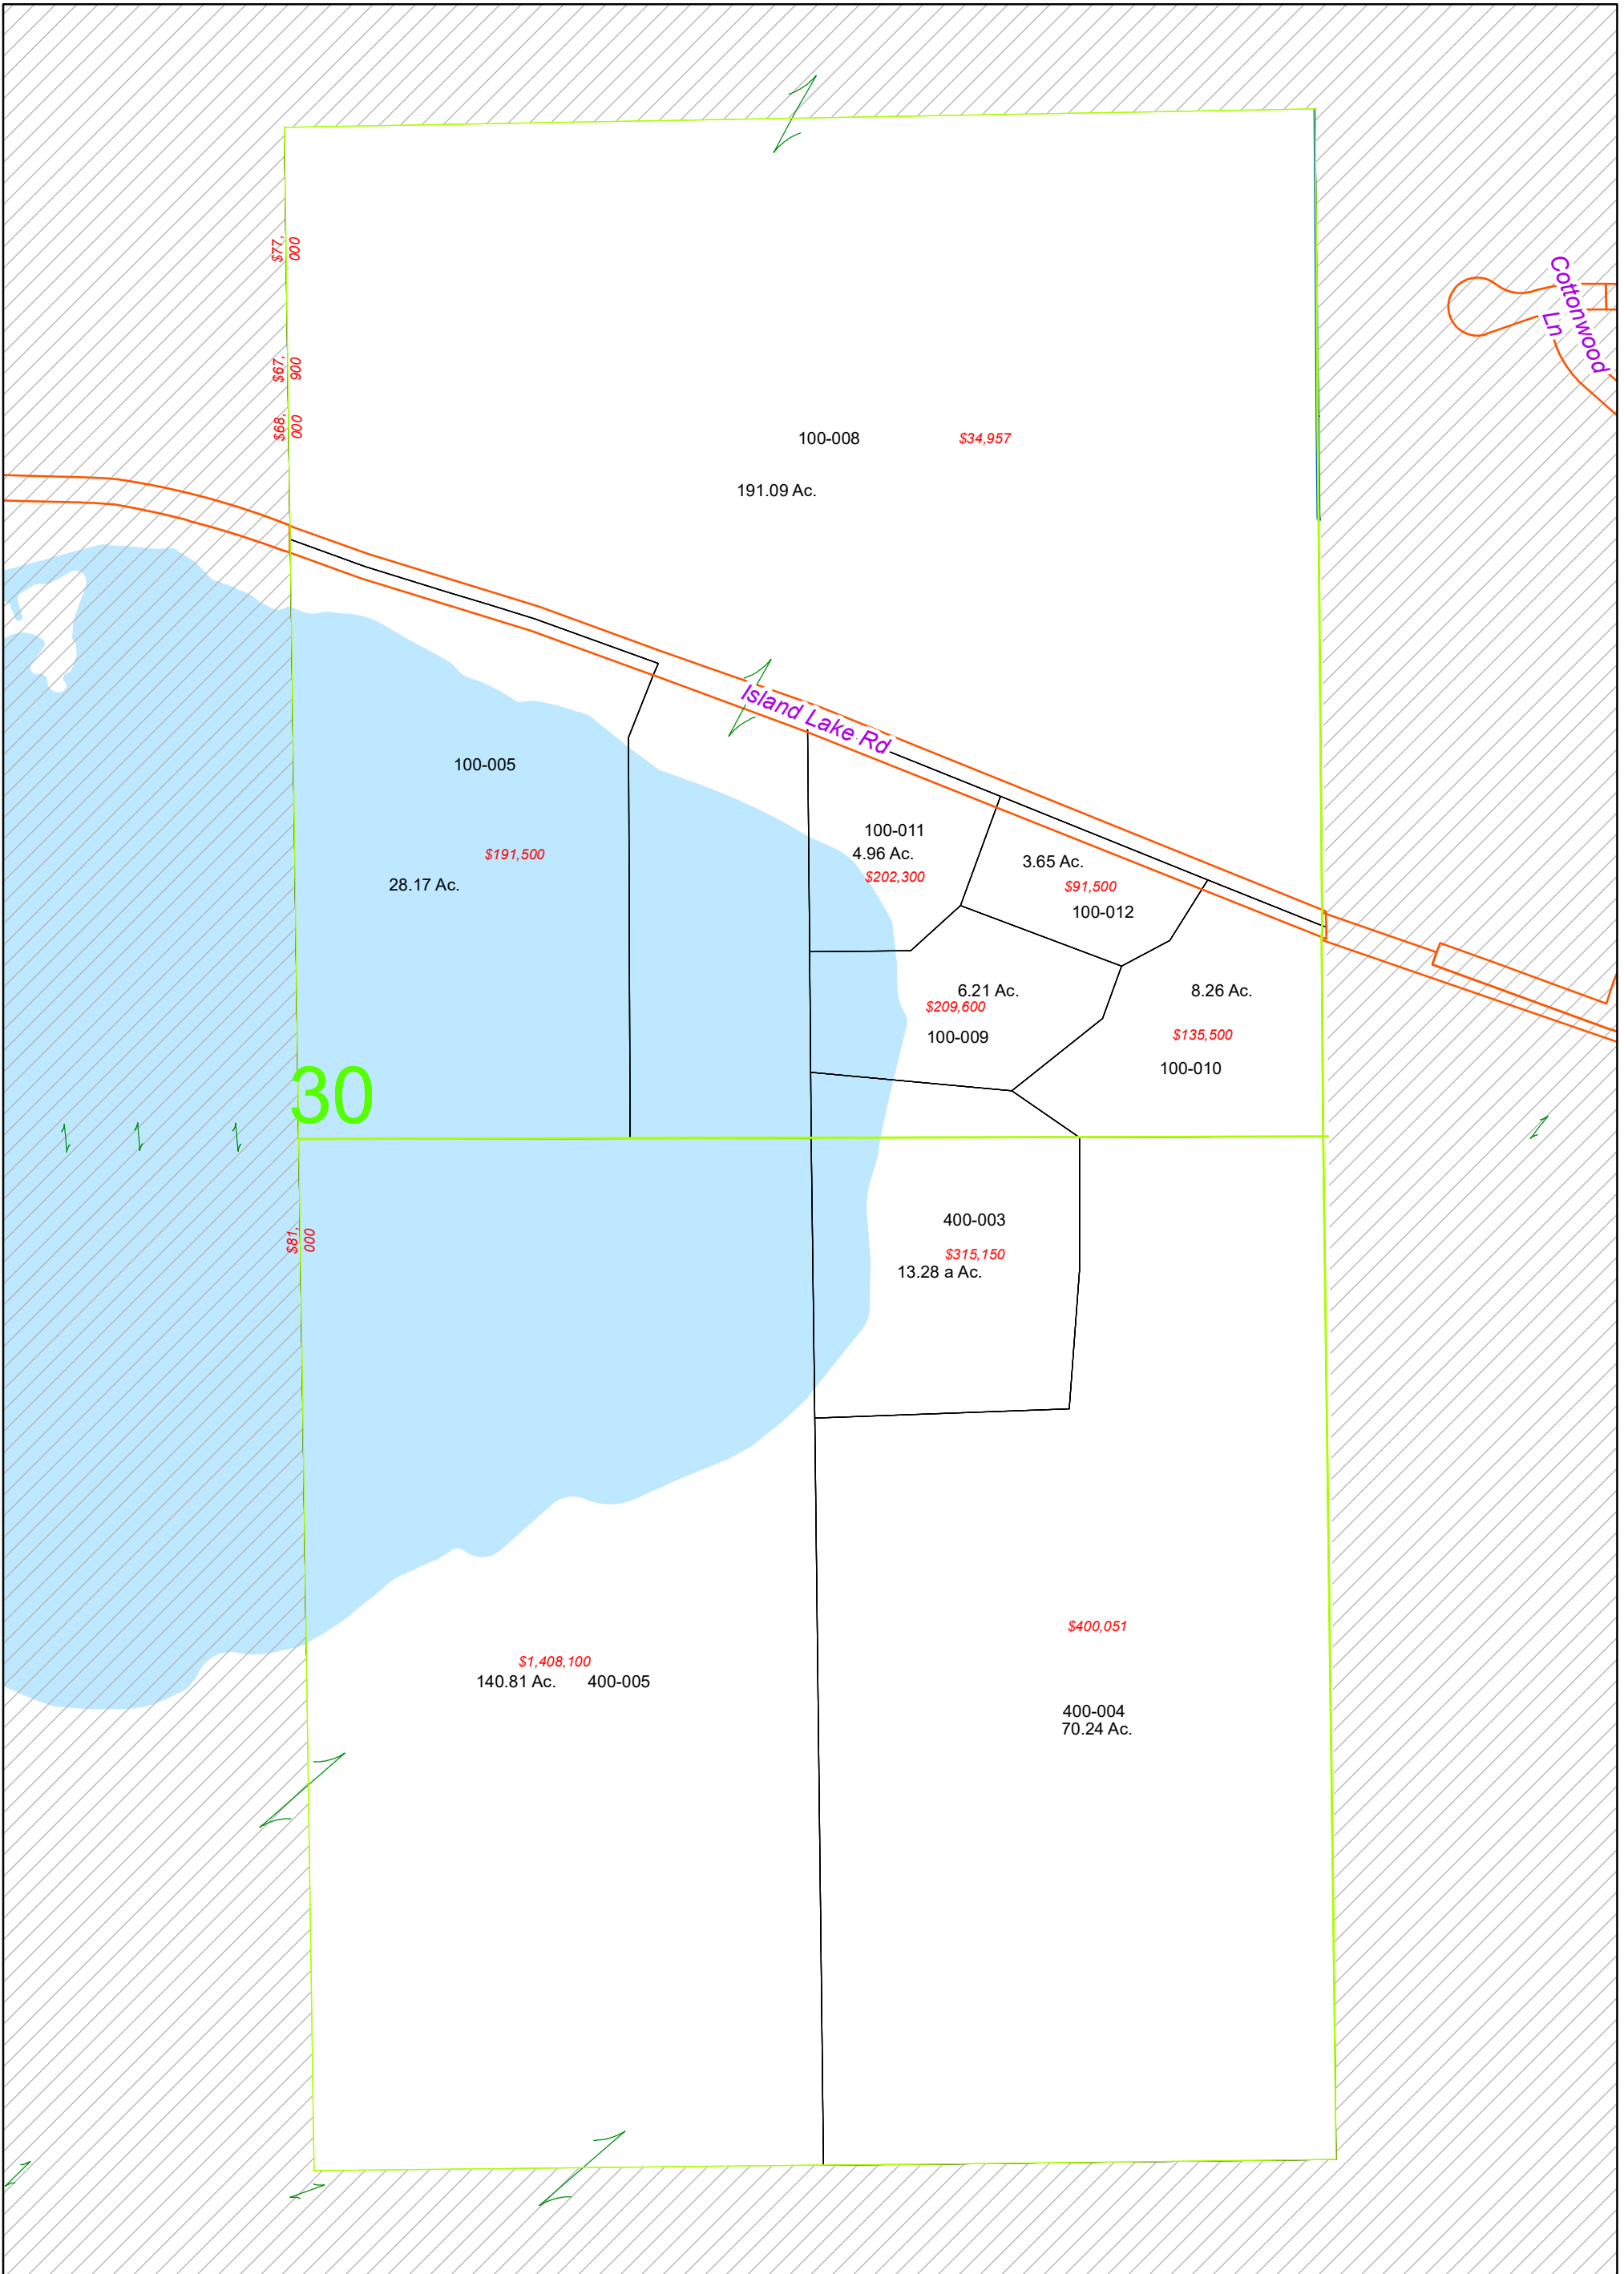 $77,
000
Cottonwood
Ln
$67,
900
$68,
000
100-008
$34,957
191.09 Ac.
Island Lake Rd
100-005
$191,500
28.17 Ac.
100-011
4.96 Ac.
$202,300
3.65 Ac.
$91,500
100-012
6.21 Ac.
$209,600
100-009
8.26 Ac.
$135,500
100-010
30
$81,
000
400-003
$315,150
13.28 a Ac.
$400,051
$1,408,100
140.81 Ac. 400-005
400-004
70.24 Ac.